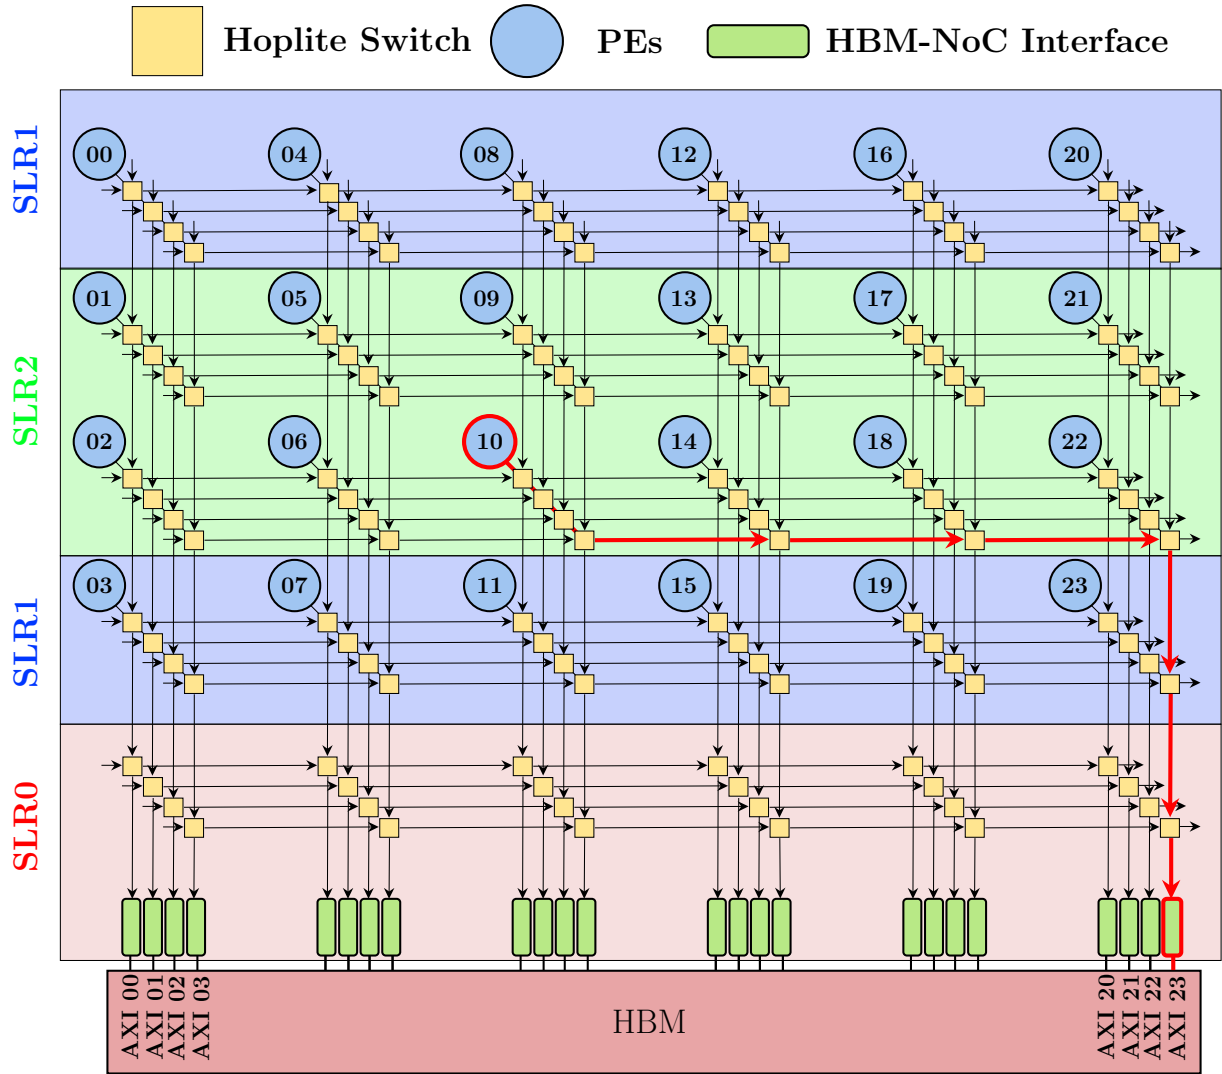 Hoplite Switch PEs HBM-NoC Interface
SLR1
00 04 08 12 16 20
SLR2
01 05 09 13 17 21
02 06 10 14 18 22
SLR1
03 07 11 15 19 23
SLR0
AXI 00
AXI 01
AXI 02
AXI 03
HBM
AXI 20
AXI 21
AXI 22
AXI 23